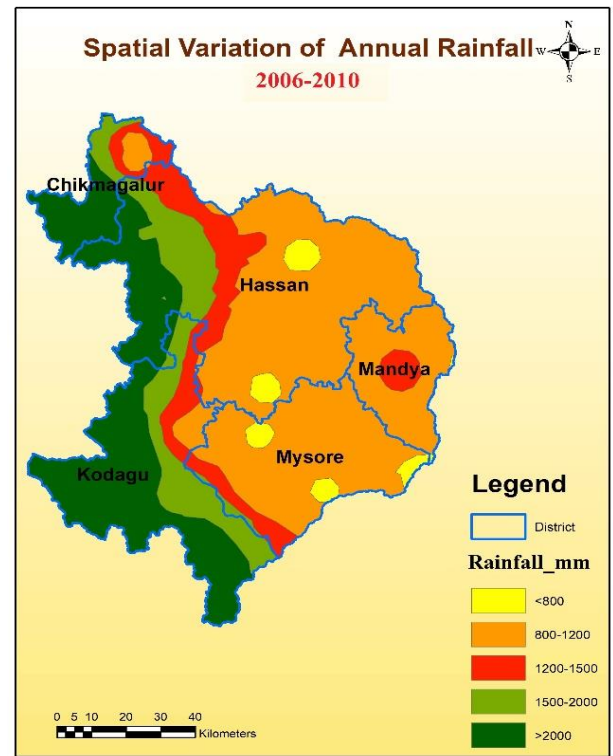 Spatial Variation of Annual Rainfall
2006-2010
N
W E
S
Chikmagalur
Hassan
Mandya
Mysore
Kodagu
Legend
District
Rainfall_mm
<800
800-1200
1200-1500
1500-2000
>2000
0 5 10 20 30 40
Kilometers